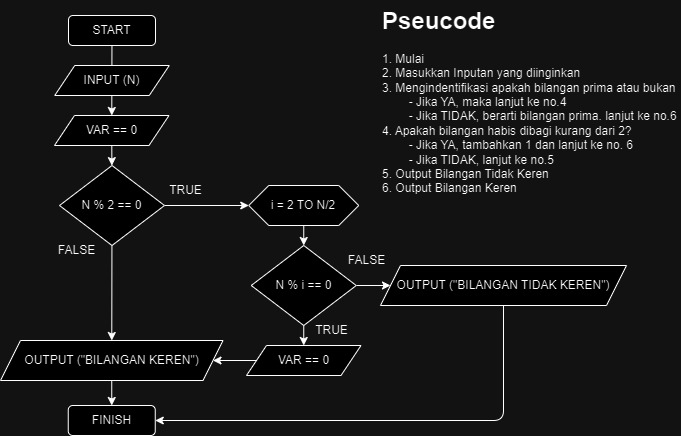 START
INPUT (N)
VAR == 0
N % 2 == 0
TRUE
FALSE
i = 2 TO N/2
N % i == 0
FALSE
TRUE
OUTPUT ("BILANGAN TIDAK KEREN")
VAR == 0
OUTPUT ("BILANGAN KEREN")
FINISH
Pseucode
1. Mulai
2. Masukkan Inputan yang diinginkan
3. Mengindentifikasi apakah bilangan prima atau bukan
- Jika YA, maka lanjut ke no.4
- Jika TIDAK, berarti bilangan prima. lanjut ke no.6
4. Apakah bilangan habis dibagi kurang dari 2?
- Jika YA, tambahkan 1 dan lanjut ke no. 6
- Jika TIDAK, lanjut ke no.5
5. Output Bilangan Tidak Keren
6. Output Bilangan Keren